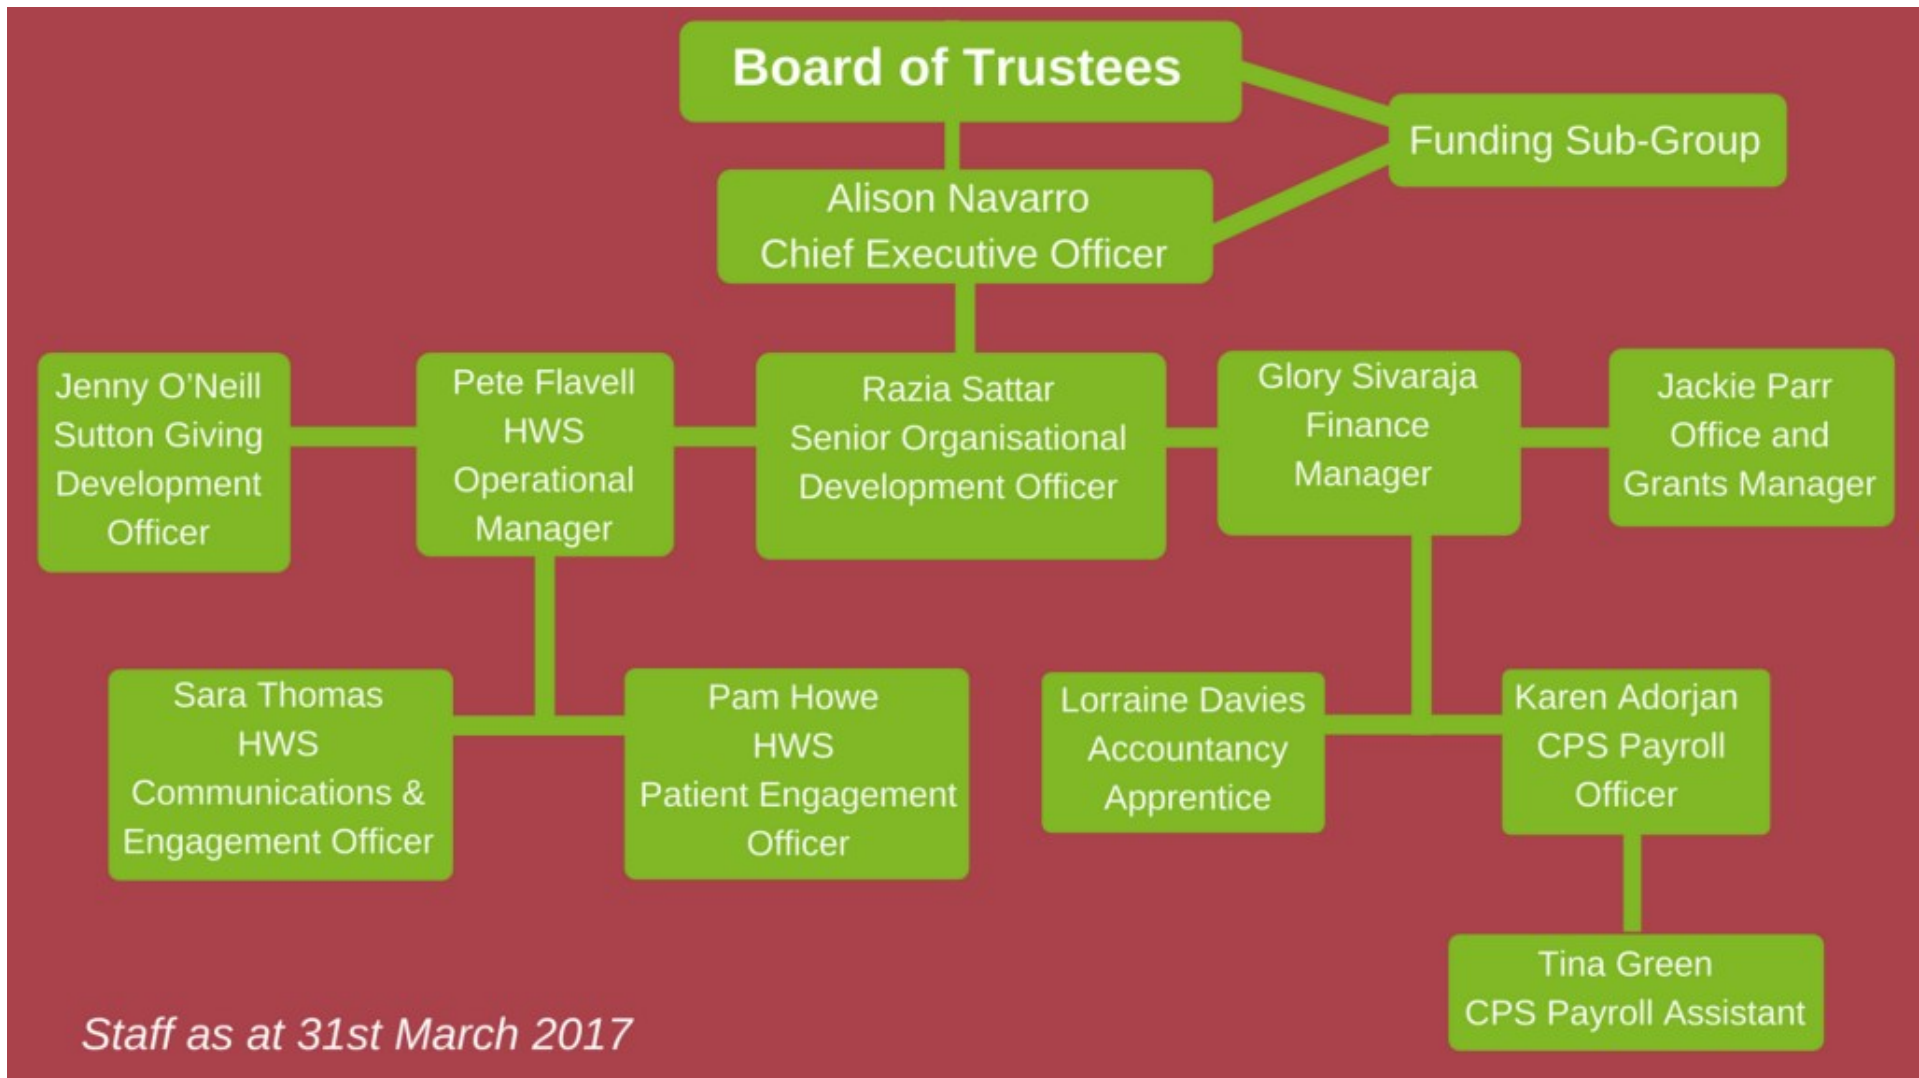 Board of Trustees
Funding Sub-Group
Alison Navarro
Chief Executive Officer
Jenny O’Neill
Sutton Giving
Development
Officer
Pete Flavell
HWS
Operational
Manager
Razia Sattar
Senior Organisational
Development Officer
Glory Sivaraja
Finance
Manager
Jackie Parr
Office and
Grants Manager
Sara Thomas
HWS
Communications &
Engagement Officer
Pam Howe
HWS
Patient Engagement
Officer
Lorraine Davies
Accountancy
Apprentice
Karen Adorjan
CPS Payroll
Officer
Tina Green
CPS Payroll Assistant
Staff as at 31st March 2017